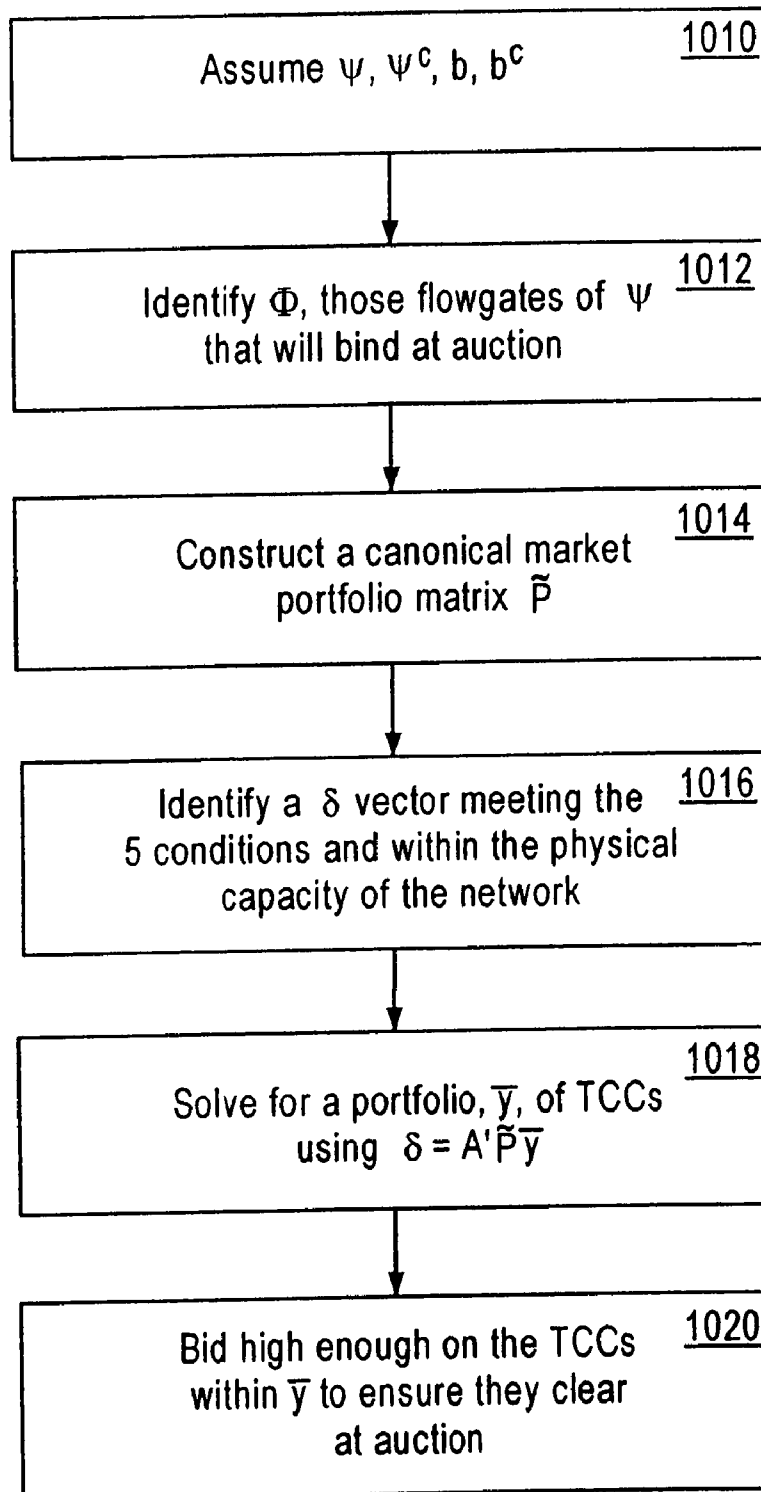 1010
Assume ψ, ψᶜ, b, bᶜ
1012
Identify Φ, those flowgates of ψ
that will bind at auction
1014
Construct a canonical market
portfolio matrix P̃
1016
Identify a δ vector meeting the
5 conditions and within the physical
capacity of the network
1018
Solve for a portfolio, y̅, of TCCs
using δ = A'P̃y̅
1020
Bid high enough on the TCCs
within y̅ to ensure they clear
at auction